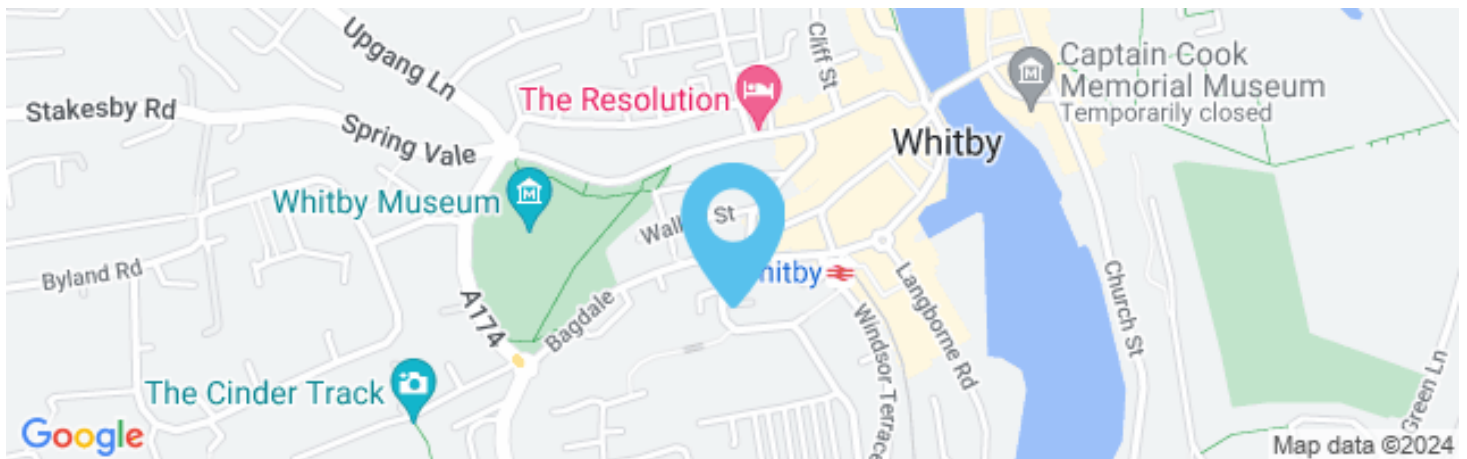 Upgang Ln
Cliff St
Captain Cook
Memorial Museum
Temporarily closed
The Resolution
Stakesby Rd
Spring Vale
Whitby
Whitby Museum
St
Byland Rd
A174
Bagdale
Langborne Rd
Church St
Windsor Terrace
The Cinder Track
Green Ln
Google
Map data ©2024